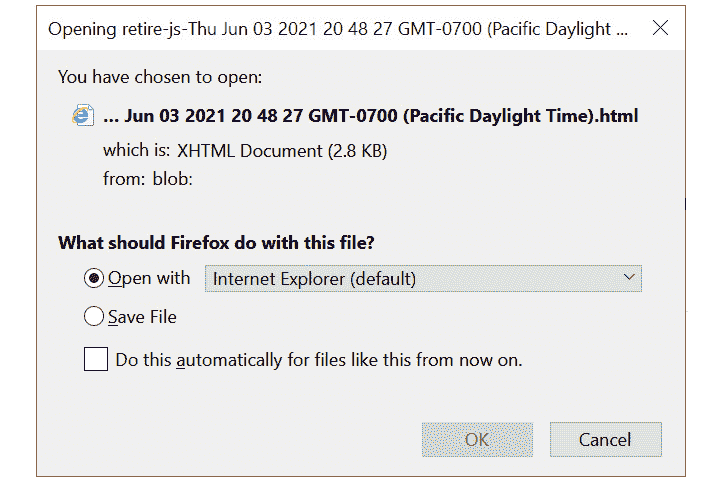 Opening retire-js-Thu Jun 03 2021 20 48 27 GMT-0700 (Pacific Daylight ...
You have chosen to open:
... Jun 03 2021 20 48 27 GMT-0700 (Pacific Daylight Time).html
which is: XHTML Document (2.8 KB)
from: blob:
What should Firefox do with this file?
Open with Internet Explorer (default)
Save File
Do this automatically for files like this from now on.
OK Cancel